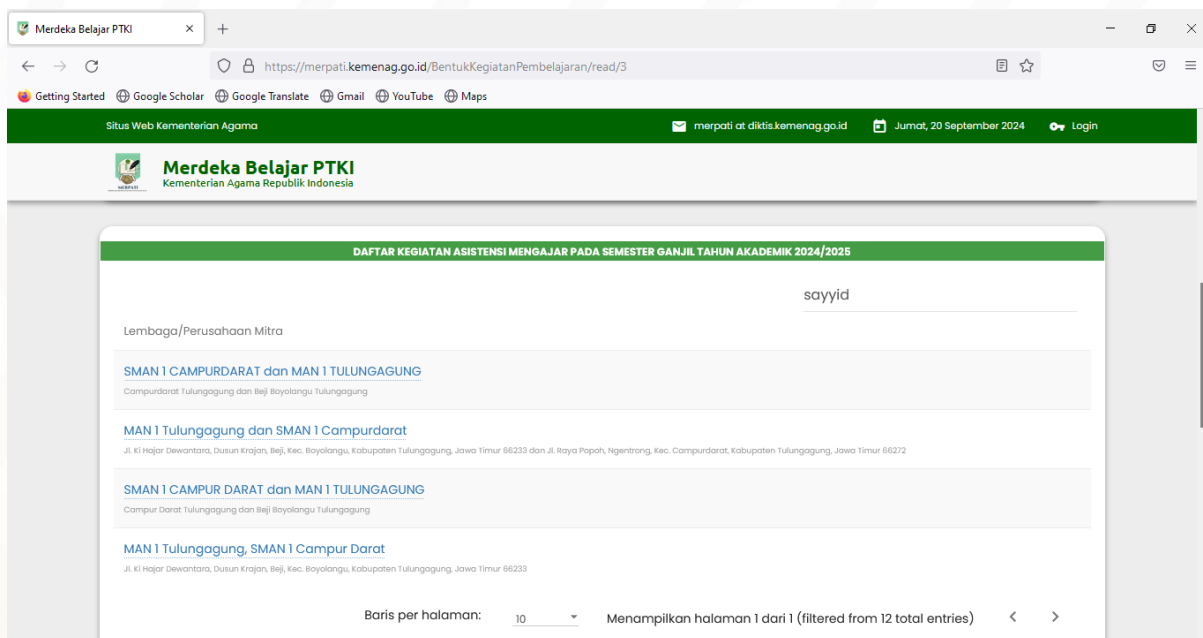 Merdeka Belajar PTKI
https://merpati.kemenag.go.id/BentukKegiatanPembelajaran/read/3
Getting Started Google Scholar Google Translate Gmail YouTube Maps
Situs Web Kementerian Agama merpati at diktis.kemenag.go.id Jumat, 20 September 2024 Login
MERPATI
Merdeka Belajar PTKI
Kementerian Agama Republik Indonesia
DAFTAR KEGIATAN ASISTENSI MENGAJAR PADA SEMESTER GANJIL TAHUN AKADEMIK 2024/2025
sayyid
Lembaga/Perusahaan Mitra
SMAN 1 CAMPURDARAT dan MAN 1 TULUNGAGUNG
Campurdarat Tulungagung dan Beji Boyolangu Tulungagung
MAN 1 Tulungagung dan SMAN 1 Campurdarat
Jl. Ki Hajar Dewantara, Dusun Krajan, Beji, Kec. Boyolangu, Kabupaten Tulungagung, Jawa Timur 66233 dan Jl. Raya Popoh, Ngentrong, Kec. Campurdarat, Kabupaten Tulungagung, Jawa Timur 66272
SMAN 1 CAMPUR DARAT dan MAN 1 TULUNGAGUNG
Campur Darat Tulungagung dan Beji Boyolangu Tulungagung
MAN 1 Tulungagung, SMAN 1 Campur Darat
Jl. Ki Hajar Dewantara, Dusun Krajan, Beji, Kec. Boyolangu, Kabupaten Tulungagung, Jawa Timur 66233
Baris per halaman: 10 Menampilkan halaman 1 dari 1 (filtered from 12 total entries)